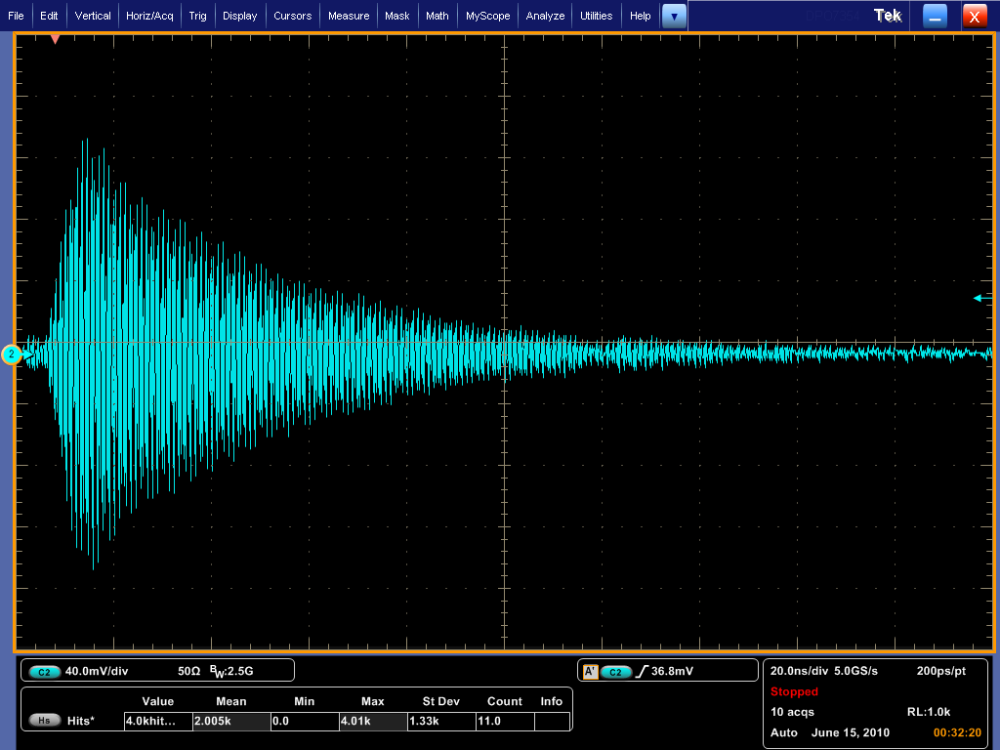 File Edit Vertical Horiz/Acq Trig Display Cursors Measure Mask Math MyScope Analyze Utilities Help Tek X
2
C2 40.0mV/div 50Ω BW:2.5G
A' C2 36.8mV
20.0ns/div 5.0GS/s 200ps/pt
Stopped
10 acqs RL:1.0k
Auto June 15, 2010 00:32:20
Value Mean Min Max St Dev Count Info
Hs Hits* 4.0khit... 2.005k 0.0 4.01k 1.33k 11.0